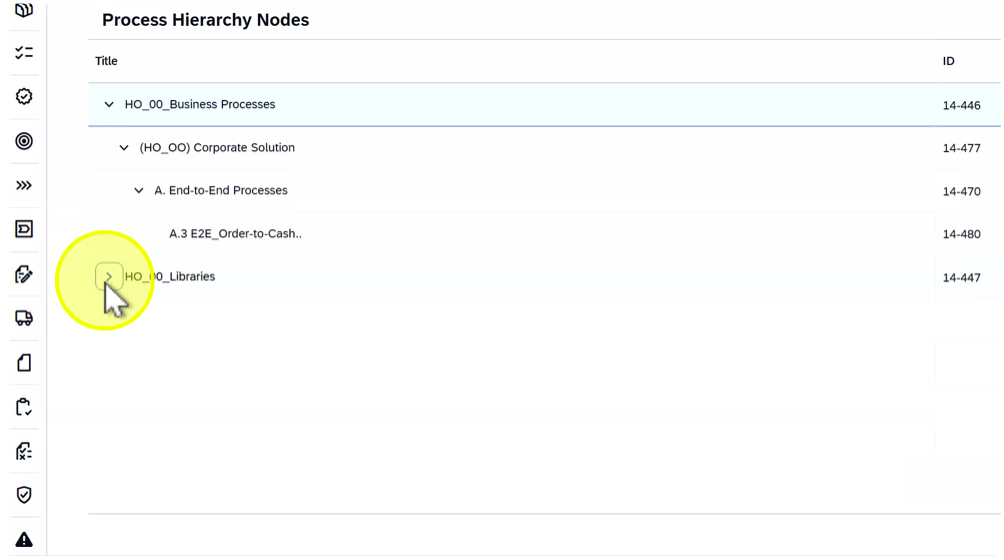 Process Hierarchy Nodes
Title ID
HO_00_Business Processes 14-446
(HO_OO) Corporate Solution 14-477
A. End-to-End Processes 14-470
A.3 E2E_Order-to-Cash.. 14-480
HO_00_Libraries 14-447